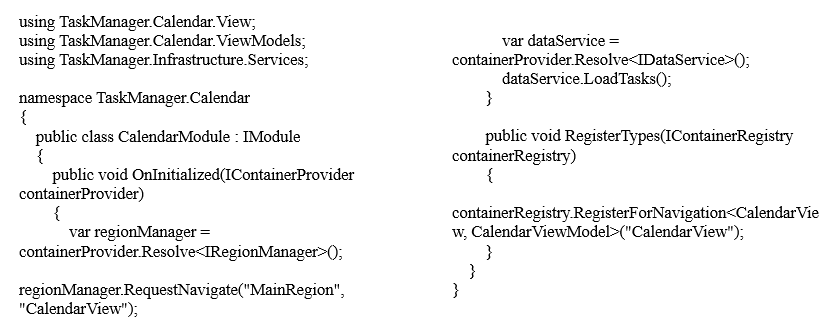 using TaskManager.Calendar.View;
using TaskManager.Calendar.ViewModels;
using TaskManager.Infrastructure.Services;

namespace TaskManager.Calendar
{
    public class CalendarModule : IModule
    {
        public void OnInitialized(IContainerProvider
containerProvider)
        {
            var regionManager =
containerProvider.Resolve<IRegionManager>();

regionManager.RequestNavigate("MainRegion",
"CalendarView");
            var dataService =
containerProvider.Resolve<IDataService>();
            dataService.LoadTasks();
        }

        public void RegisterTypes(IContainerRegistry
containerRegistry)
        {

containerRegistry.RegisterForNavigation<CalendarVie
w, CalendarViewModel>("CalendarView");
        }
    }
}